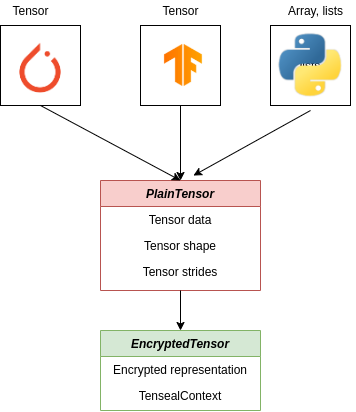 Tensor
Tensor
Array, lists
PlainTensor
Tensor data
Tensor shape
Tensor strides
EncryptedTensor
Encrypted representation
TensealContext